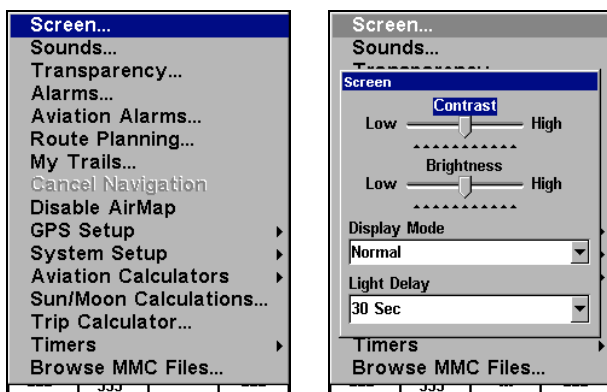 Screen...
Sounds...
Transparency...
Alarms...
Aviation Alarms...
Route Planning...
My Trails...
Cancel Navigation
Disable AirMap
GPS Setup
System Setup
Aviation Calculators
Sun/Moon Calculations...
Trip Calculator...
Timers
Browse MMC Files...
Screen...
Sounds...
Transparency...
Screen
Contrast
Low High
Brightness
Low High
Display Mode
Normal
Light Delay
30 Sec
Timers
Browse MMC Files...